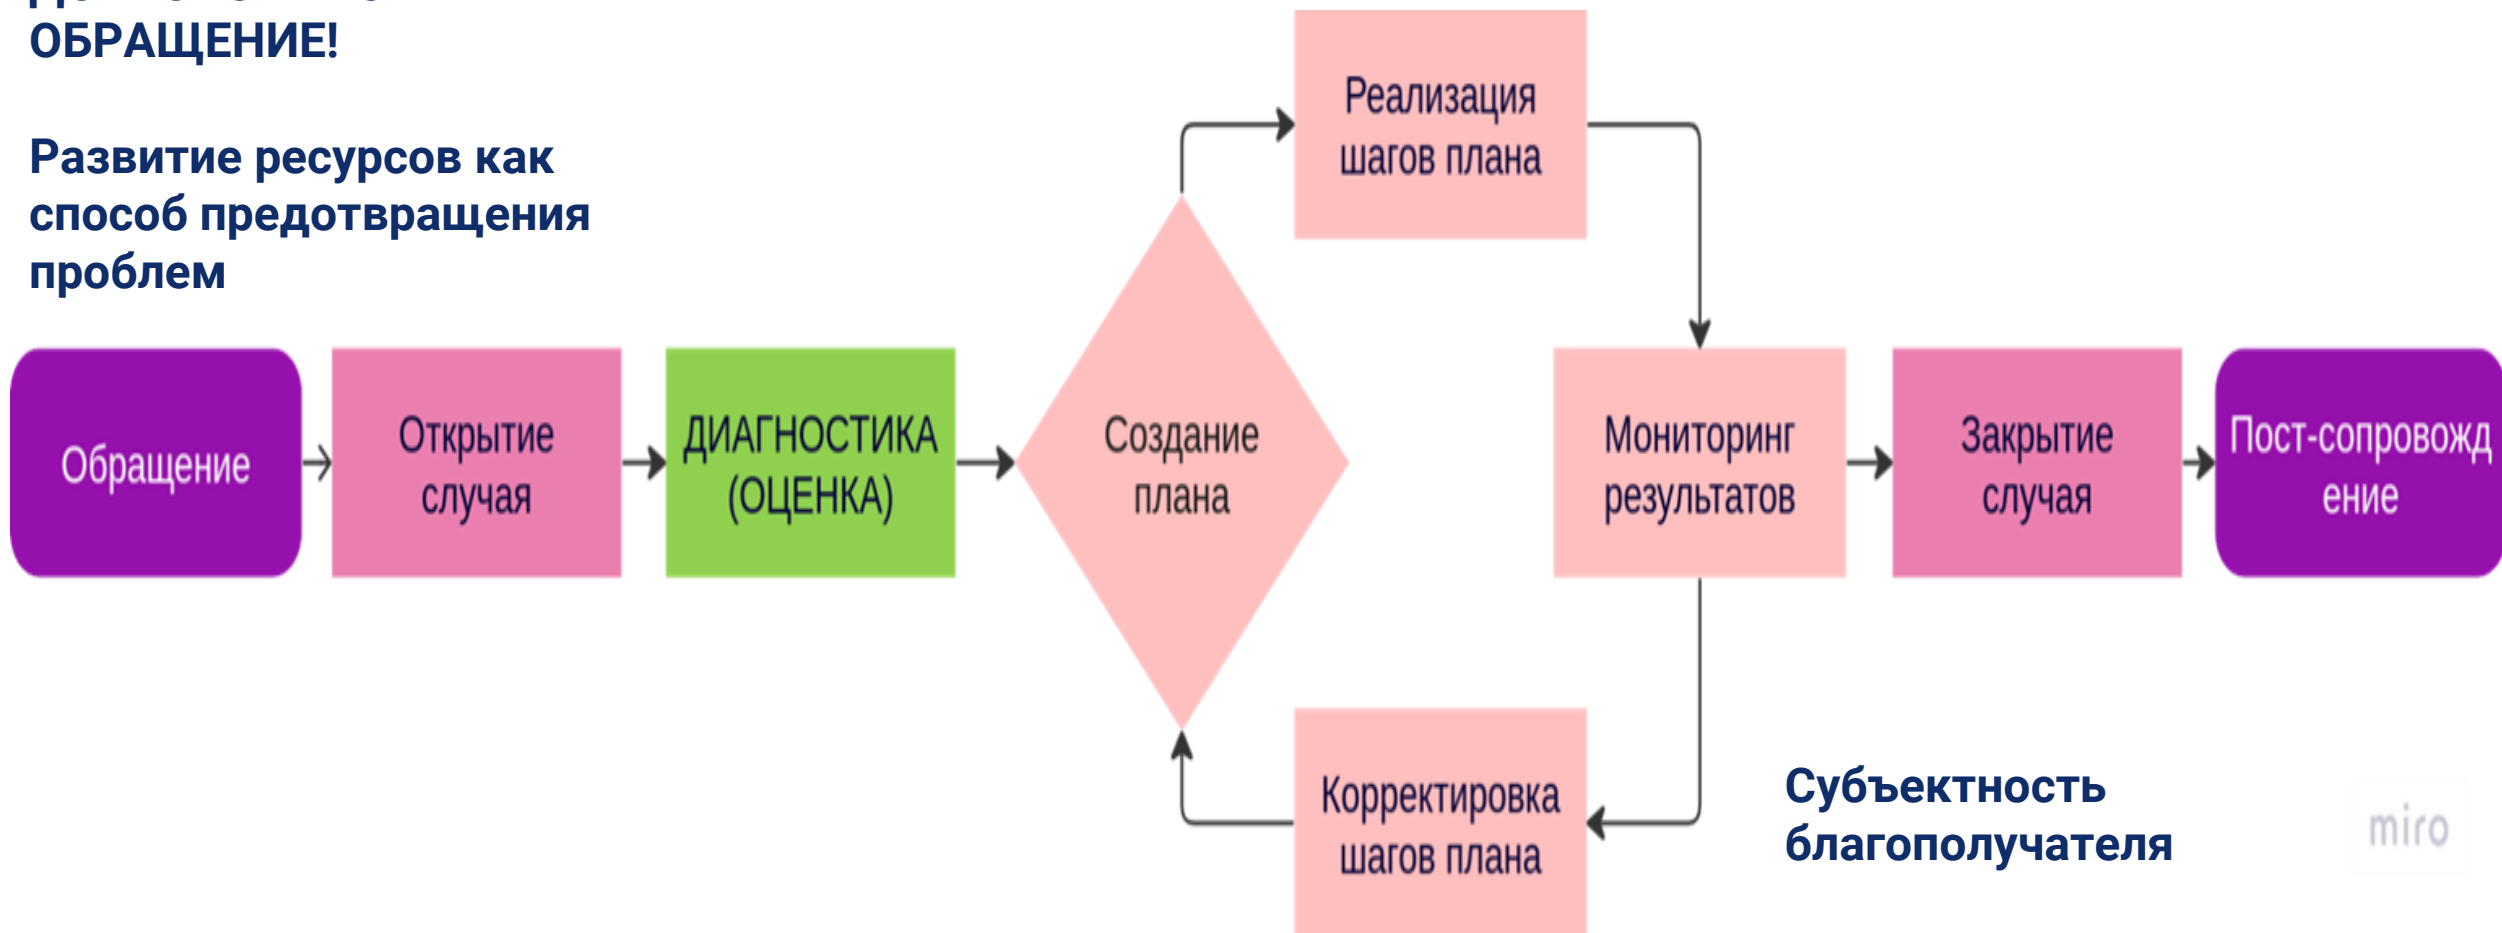 ОБРАЩЕНИЕ!
Развитие ресурсов как
способ предотвращения
проблем
Реализация
шагов плана
Обращение
Открытие
случая
ДИАГНОСТИКА
(ОЦЕНКА)
Создание
плана
Мониторинг
результатов
Закрытие
случая
Пост-сопровожд
ение
Корректировка
шагов плана
Субъектность
благополучателя
miro